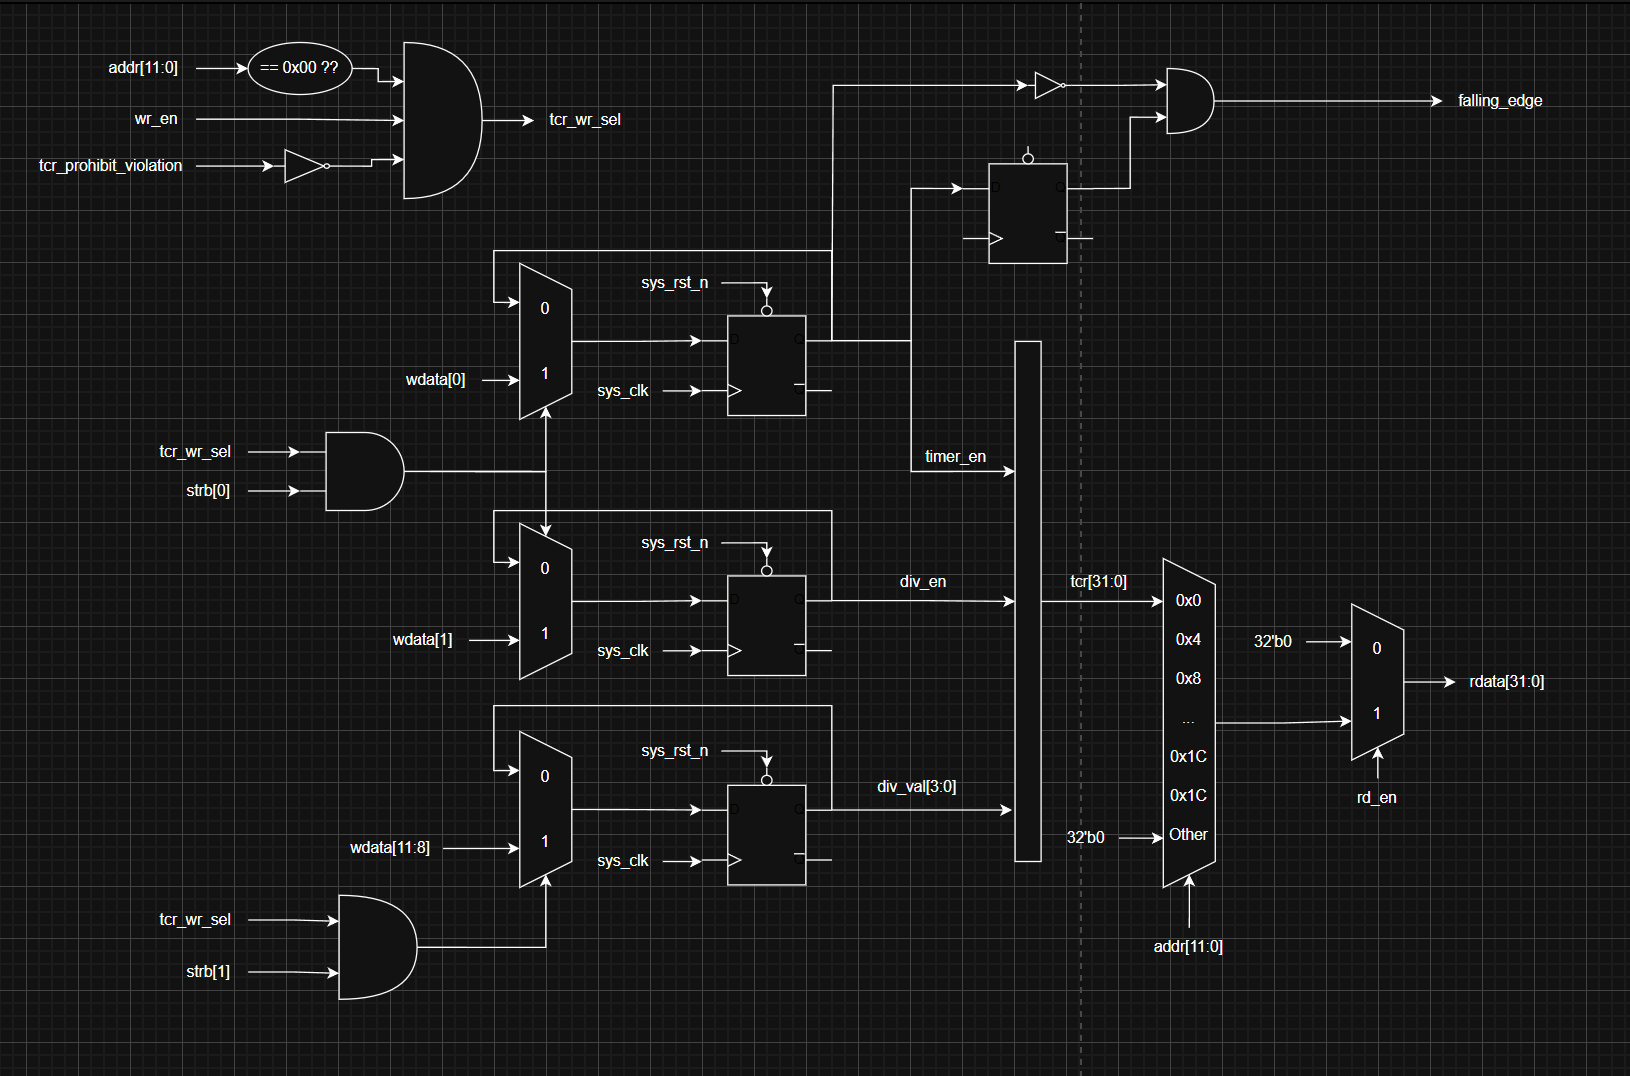 addr[11:0]
== 0x00 ??
wr_en
tcr_wr_sel
tcr_prohibit_violation
falling_edge
D
Q
Q
sys_rst_n
0
1
wdata[0]
D
Q
sys_clk
Q
tcr_wr_sel
strb[0]
timer_en
sys_rst_n
0
1
wdata[1]
D
Q
sys_clk
Q
div_en
tcr[31:0]
sys_rst_n
0
1
wdata[11:8]
D
Q
sys_clk
Q
div_val[3:0]
tcr_wr_sel
strb[1]
0x0
0x4
0x8
...
0x1C
0x1C
Other
32'b0
addr[11:0]
32'b0
0
1
rd_en
rdata[31:0]